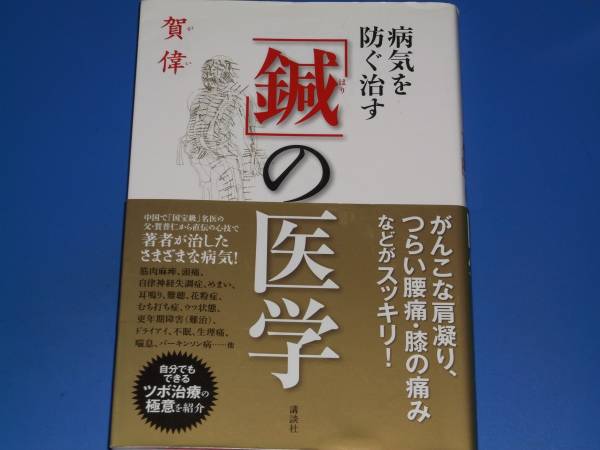 病気を
防ぐ治す
「鍼」の医学
はり
賀偉
が い
がんこな肩凝り、
つらい腰痛・膝の痛み
などがスッキリ!
中国で「国宝級」名医の
父・賀普仁から直伝の心技で
著者が治した
さまざまな病気!
筋肉麻痺、頭痛、
自律神経失調症、めまい、
耳鳴り、難聴、花粉症、
むち打ち症、ウツ状態、
更年期障害(難治)、
ドライアイ、不眠、生理痛、
喘息、パーキンソン病……他
自分でも
できる
ツボ治療の
極意を紹介
講談社